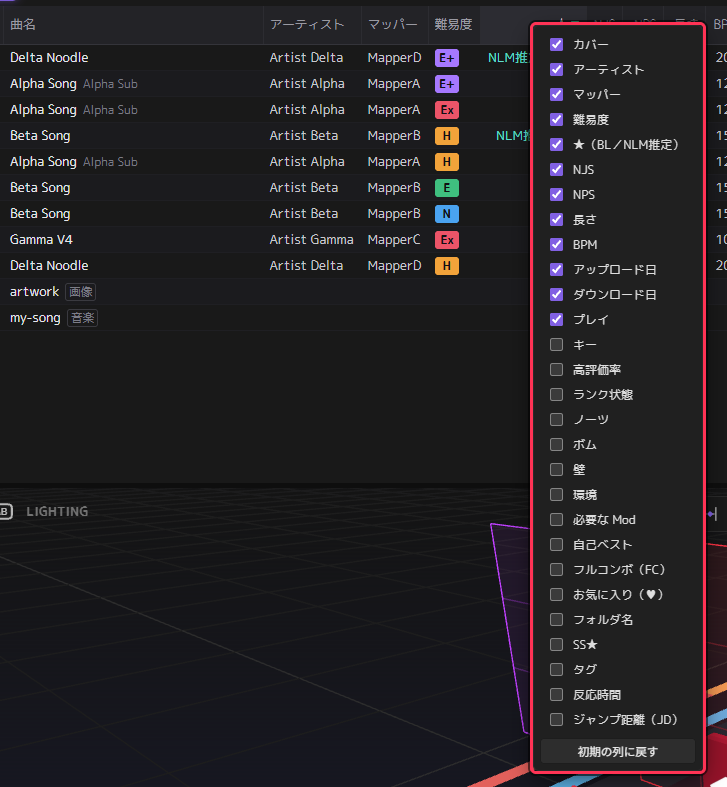 曲名 アーティスト マッパー 難易度
Delta Noodle Artist Delta MapperD E+ NLM推
Alpha Song Alpha Sub Artist Alpha MapperA E+
Alpha Song Alpha Sub Artist Alpha MapperA Ex
Beta Song Artist Beta MapperB H
Alpha Song Alpha Sub Artist Alpha MapperA H
Beta Song Artist Beta MapperB E
Beta Song Artist Beta MapperB N
Gamma V4 Artist Gamma MapperC Ex
Delta Noodle Artist Delta MapperD H
artwork 画像
my-song 音楽
LIGHTING
カバー
アーティスト
マッパー
難易度
★（BL／NLM推定）
NJS
NPS
長さ
BPM
アップロード日
ダウンロード日
プレイ
キー
高評価率
ランク状態
ノーツ
ボム
壁
環境
必要な Mod
自己ベスト
フルコンボ（FC）
お気に入り（♥）
フォルダ名
SS★
タグ
反応時間
ジャンプ距離（JD）
初期の列に戻す